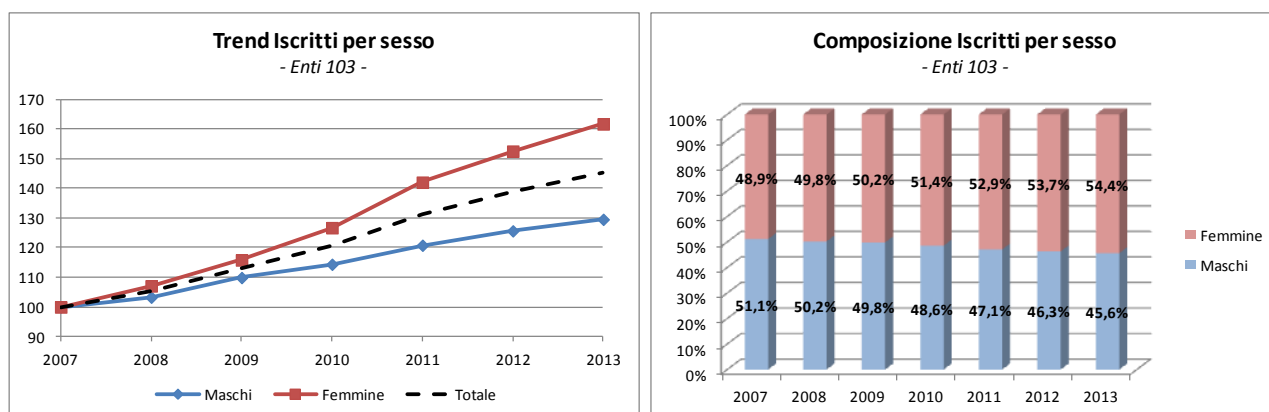 Trend Iscritti per sesso
- Enti 103 -
170
160
150
140
130
120
110
100
90
2007 2008 2009 2010 2011 2012 2013
Maschi Femmine Totale
Composizione Iscritti per sesso
- Enti 103 -
100%
90%
80%
70%
60%
50%
40%
30%
20%
10%
0%
48,9% 49,8% 50,2% 51,4% 52,9% 53,7% 54,4%
51,1% 50,2% 49,8% 48,6% 47,1% 46,3% 45,6%
2007 2008 2009 2010 2011 2012 2013
Femmine
Maschi